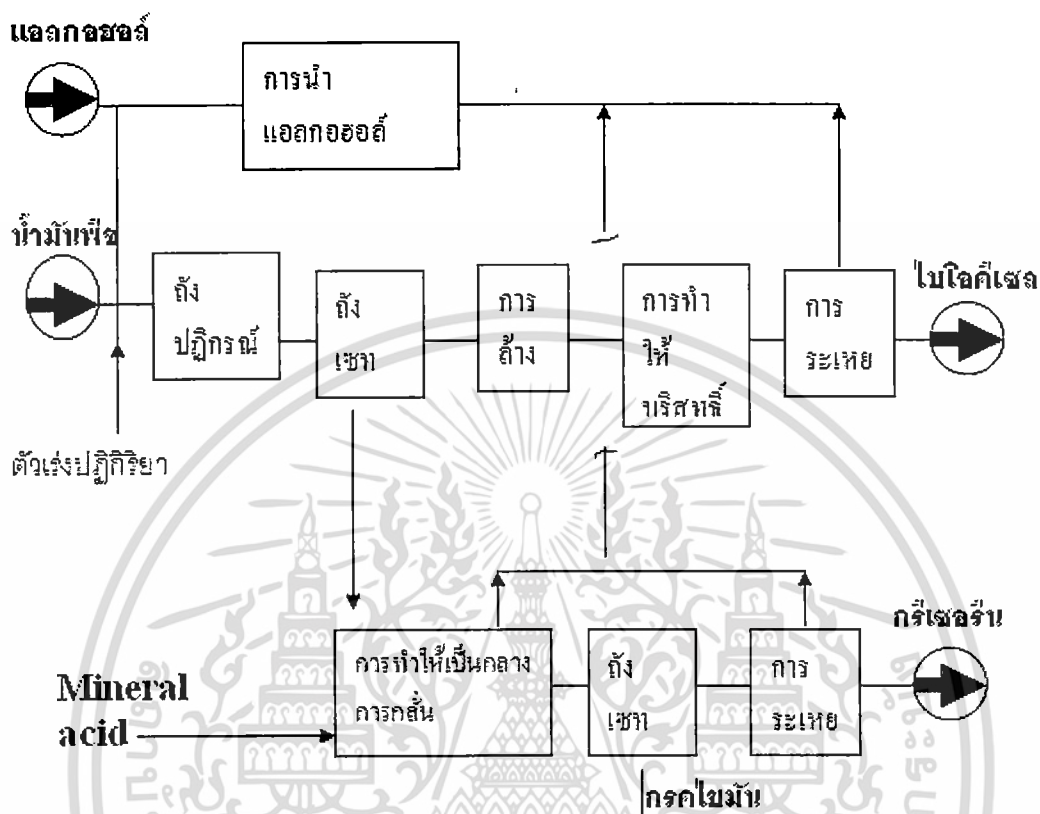 แอลกอฮอล์
การนำ
แอลกอฮอล์
น้ำมันพืช
ถัง
ปฏิกรณ์
ถัง
เซท
การ
ล้าง
การทำ
ให้
บริสทธิ์
การ
ระเหย
ไบโอดีเซล
ตัวเร่งปฏิกิริยา
Mineral
acid
การทำให้เป็นกลาง
การกลั่น
ถัง
เซท
การ
ระเหย
กรีเซอรีน
กรดไขมัน